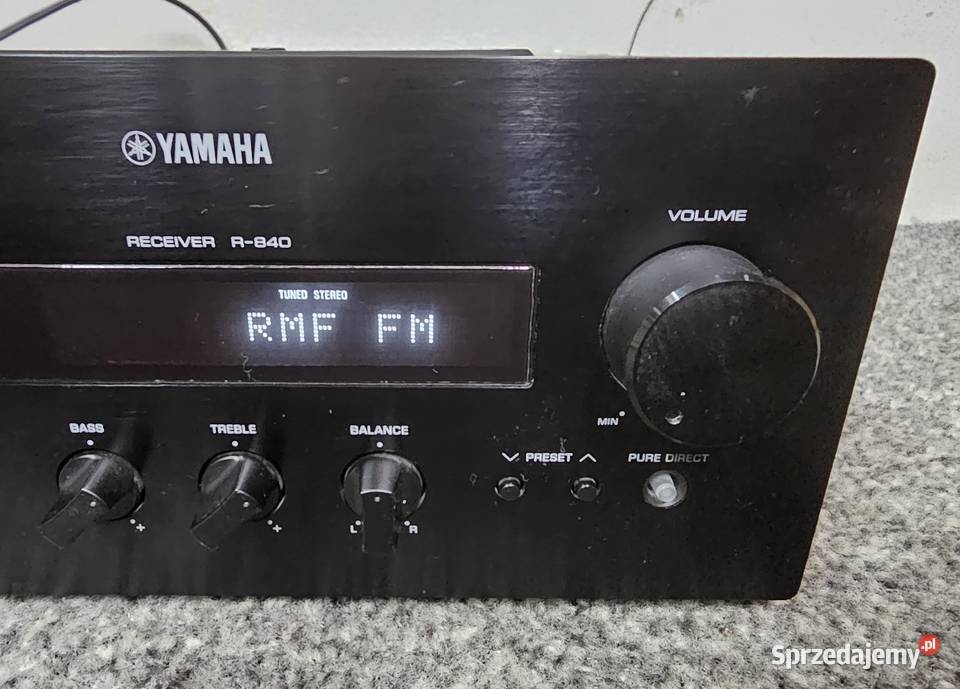 YAMAHA
VOLUME
RECEIVER R-840
TUNED STEREO
RMF FM
MIN
BASS
TREBLE
BALANCE
PRESET
PURE DIRECT
+
+
L R
Sprzedajemy.pl